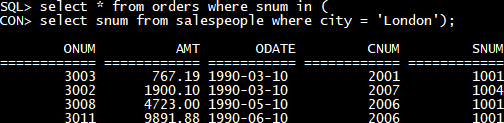 SQL> select * from orders where snum in (
CON> select snum from salespeople where city = 'London');
ONUM AMT ODATE CNUM SNUM
============ ============ =========== ============ ============
3003 767.19 1990-03-10 2001 1001
3002 1900.10 1990-03-10 2007 1004
3008 4723.00 1990-05-10 2006 1001
3011 9891.88 1990-06-10 2006 1001